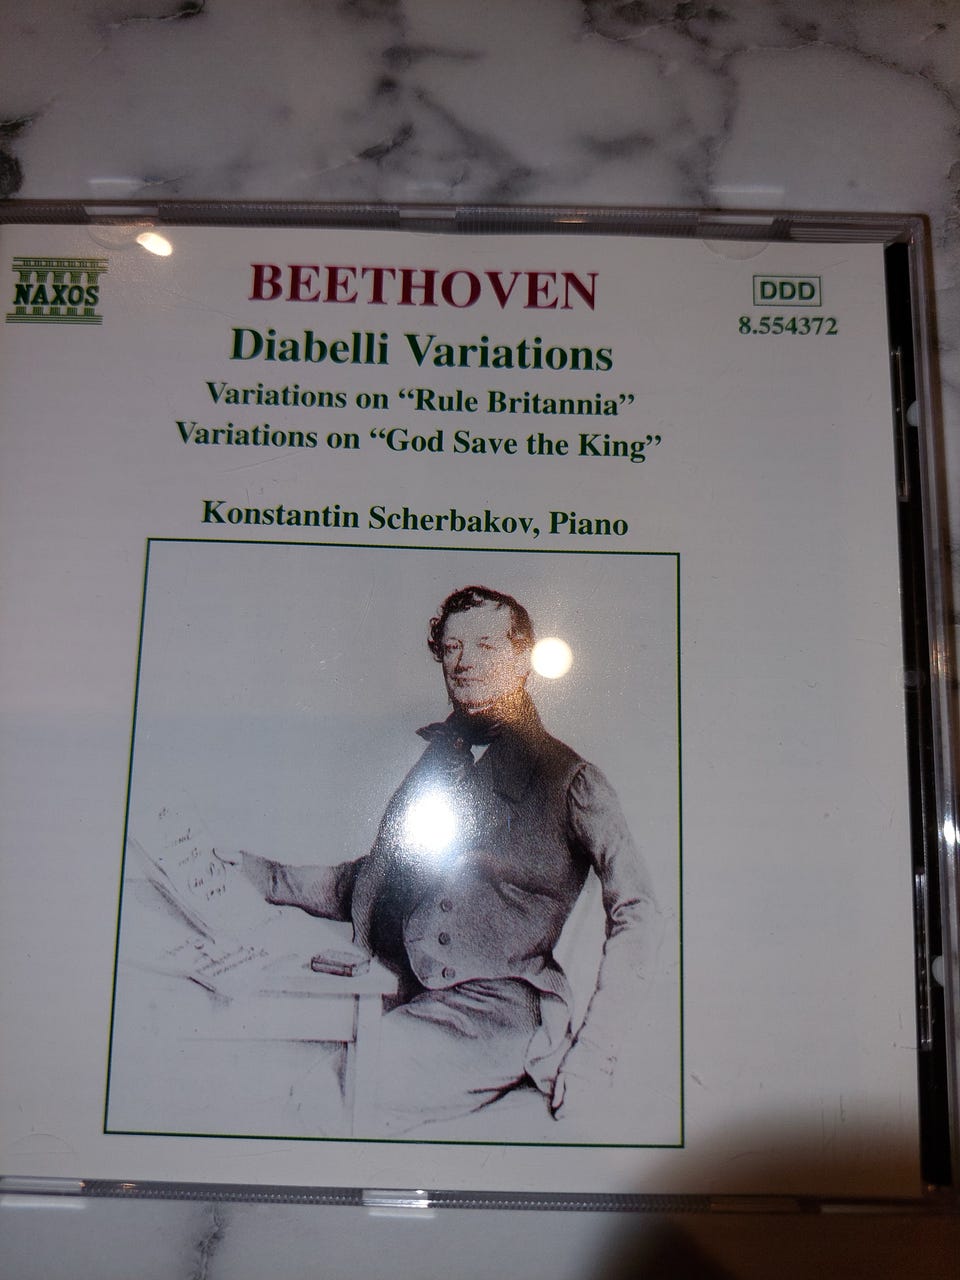 NAXOS
BEETHOVEN
DDD
8.554372
Diabelli Variations
Variations on “Rule Britannia”
Variations on “God Save the King”
Konstantin Scherbakov, Piano